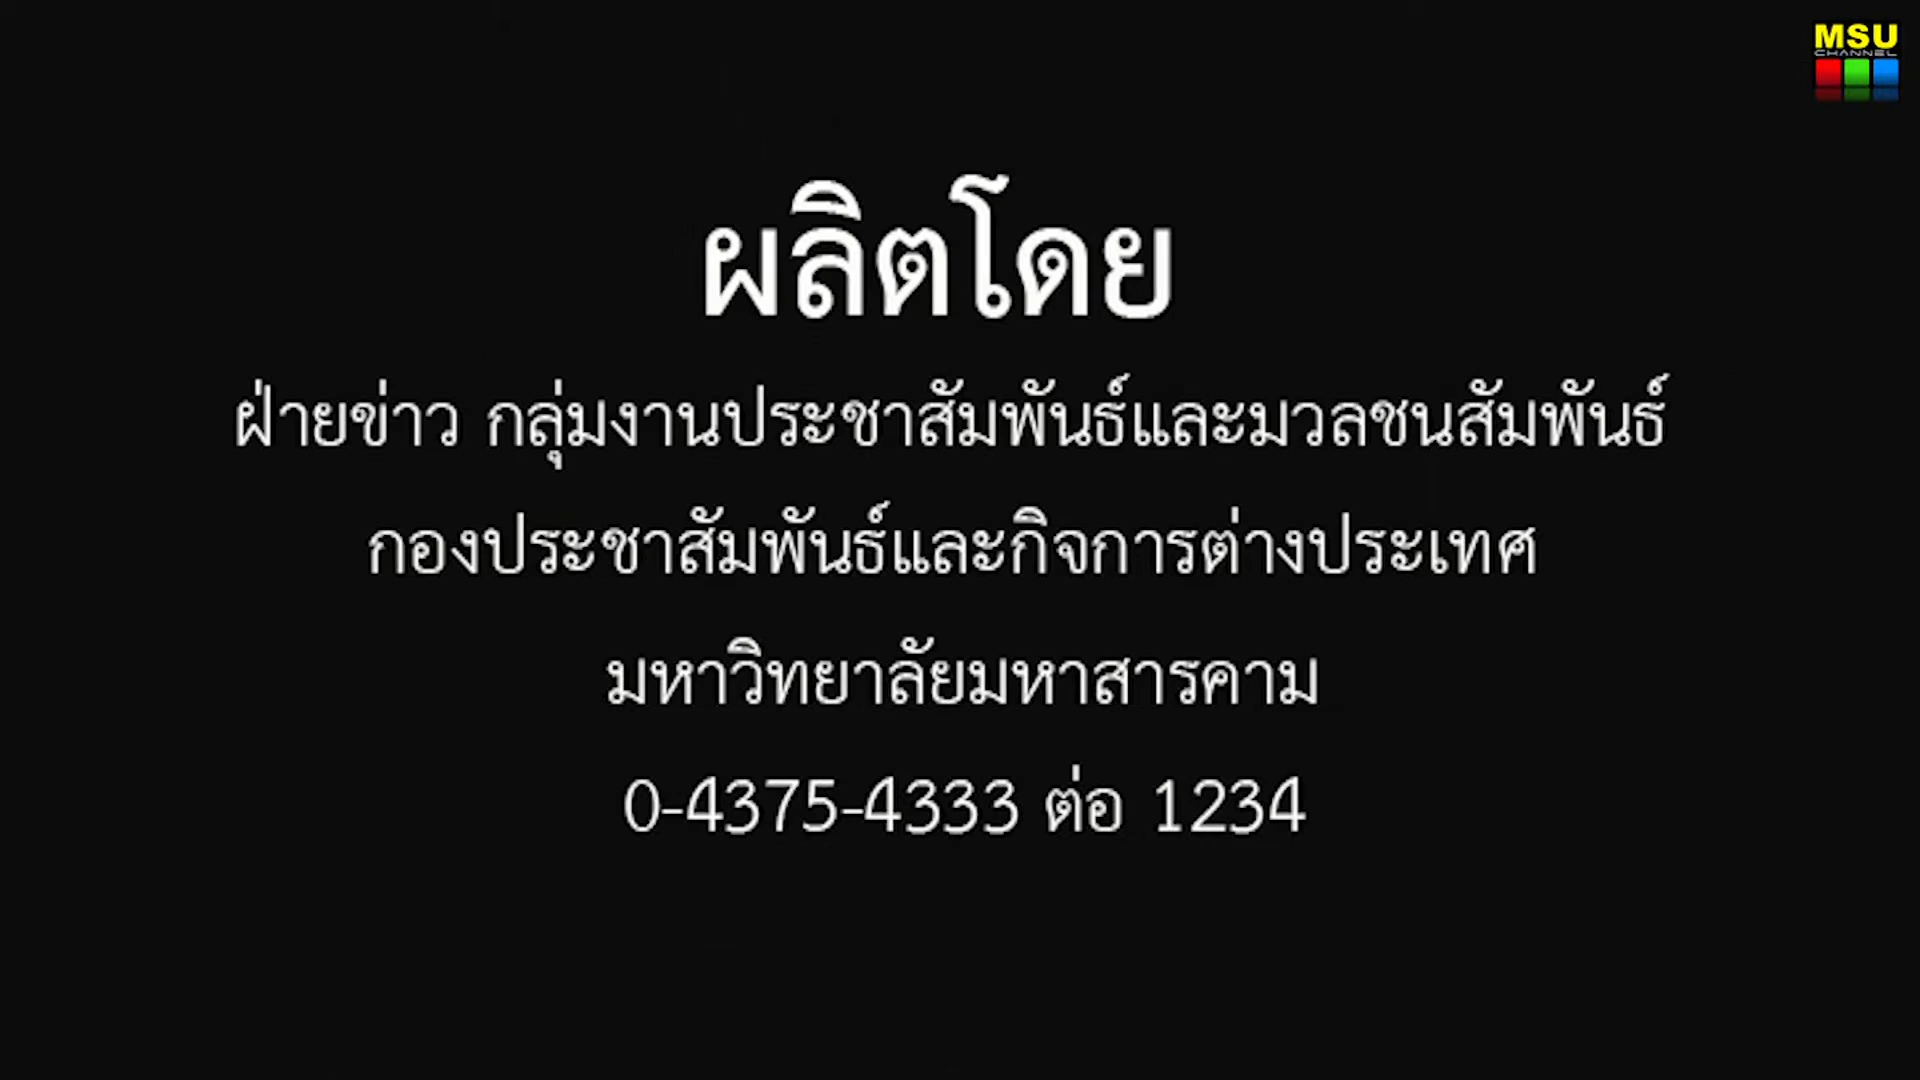 MSU
CHANNEL
ผลิตโดย
ฝ่ายข่าว กลุ่มงานประชาสัมพันธ์และมวลชนสัมพันธ์
กองประชาสัมพันธ์และกิจการต่างประเทศ
มหาวิทยาลัยมหาสารคาม
0-4375-4333 ต่อ 1234